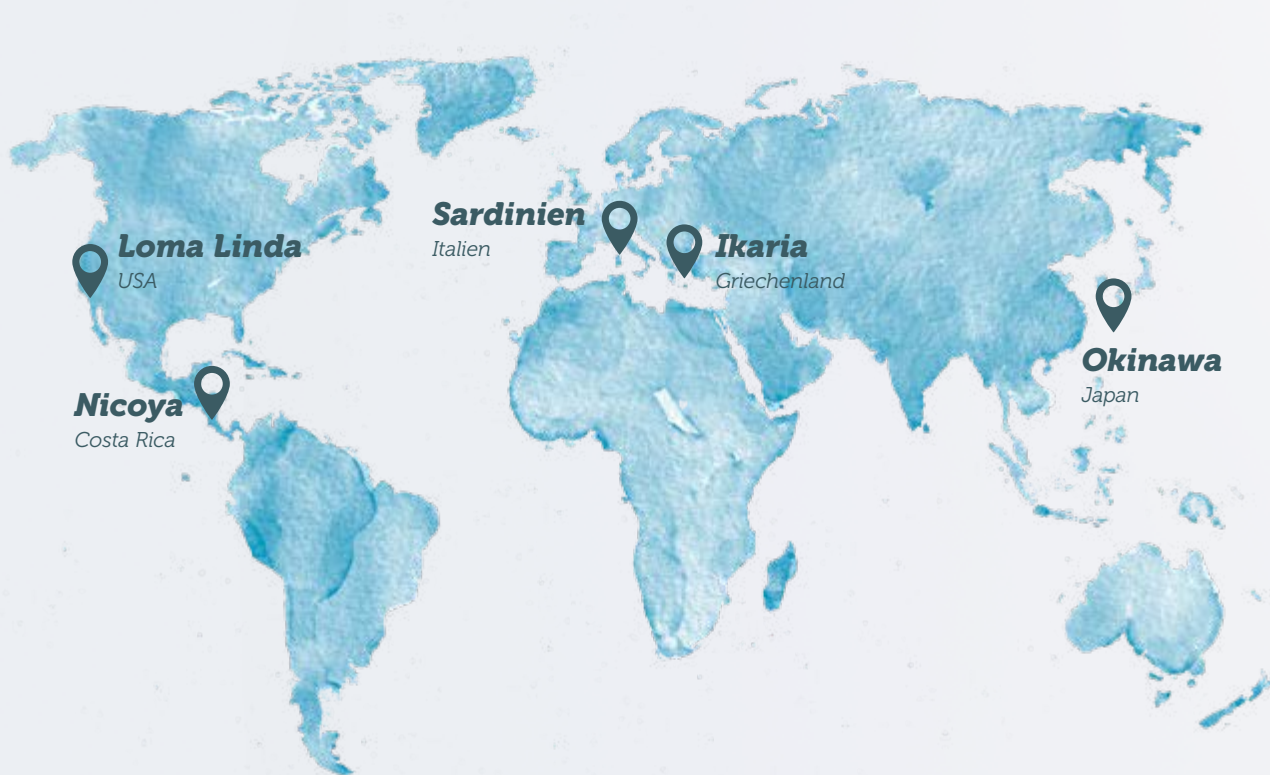 Sardinien
Italien
Loma Linda
USA
Ikaria
Griechenland
Okinawa
Japan
Nicoya
Costa Rica